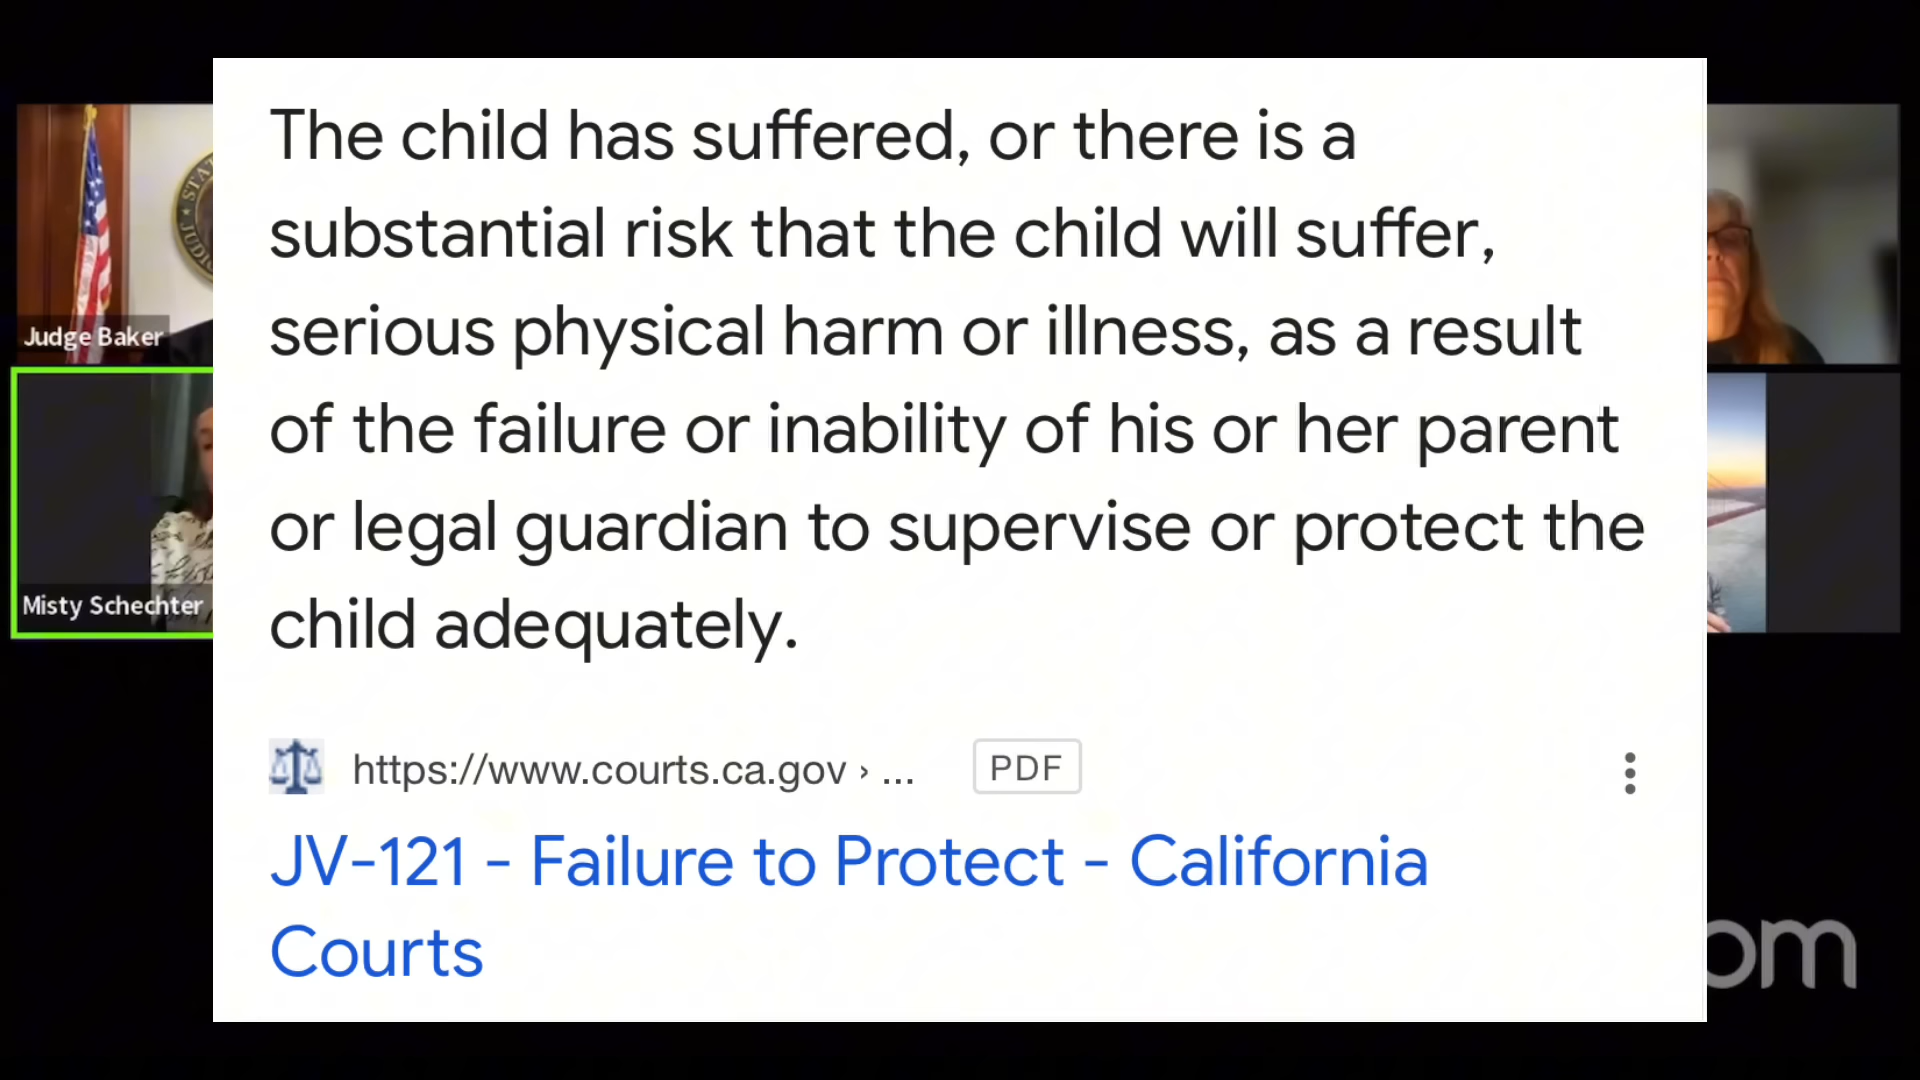 The child has suffered, or there is a
substantial risk that the child will suffer,
serious physical harm or illness, as a result
of the failure or inability of his or her parent
or legal guardian to supervise or protect the
child adequately.
https://www.courts.ca.gov › ...
PDF
JV-121 - Failure to Protect - California
Courts
Judge Baker
Misty Schechter